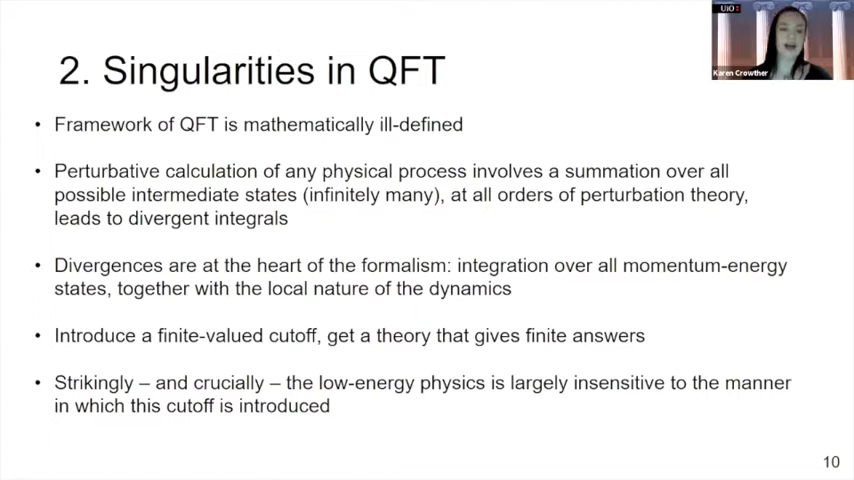 UiO
Karen Crowther
2. Singularities in QFT
• Framework of QFT is mathematically ill-defined
• Perturbative calculation of any physical process involves a summation over all
possible intermediate states (infinitely many), at all orders of perturbation theory,
leads to divergent integrals
• Divergences are at the heart of the formalism: integration over all momentum-energy
states, together with the local nature of the dynamics
• Introduce a finite-valued cutoff, get a theory that gives finite answers
• Strikingly – and crucially – the low-energy physics is largely insensitive to the manner
in which this cutoff is introduced
10